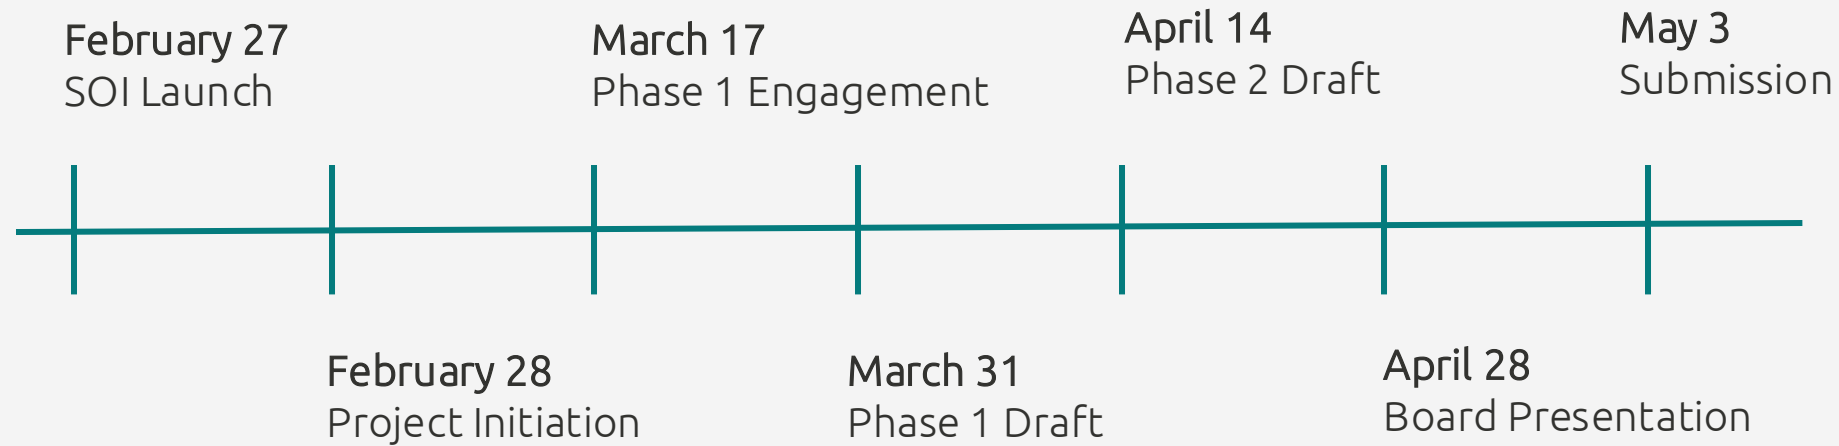 February 27
SOI Launch
March 17
Phase 1 Engagement
April 14
Phase 2 Draft
May 3
Submission
February 28
Project Initiation
March 31
Phase 1 Draft
April 28
Board Presentation